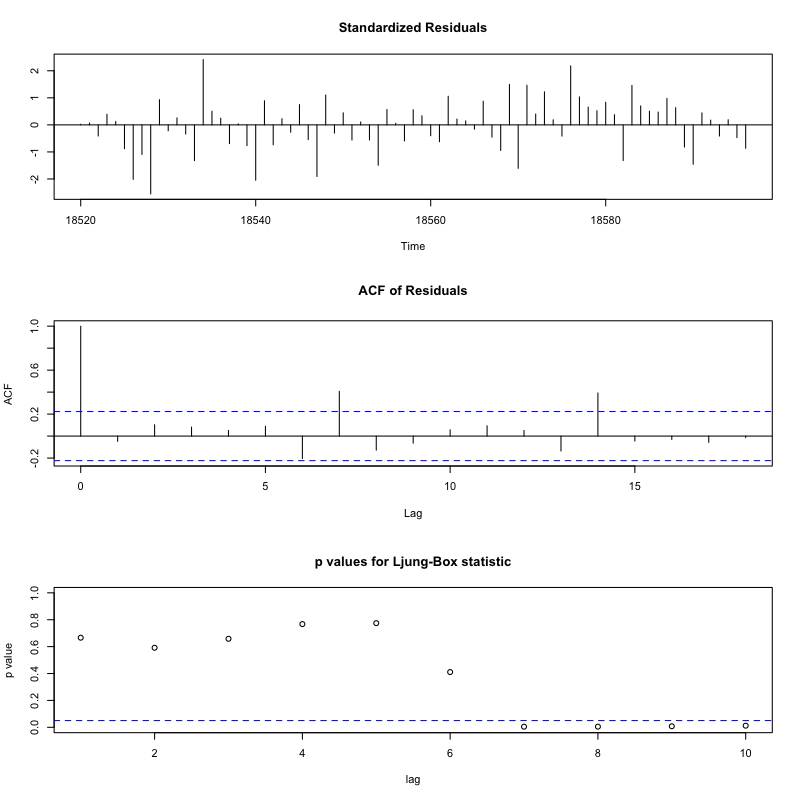 Standardized Residuals
2
1
0
-1
-2
18520 18540 18560 18580
Time
ACF of Residuals
ACF
1.0
0.6
0.2
-0.2
0 5 10 15
Lag
p values for Ljung-Box statistic
p value
1.0
0.8
0.6
0.4
0.2
0.0
2 4 6 8 10
lag